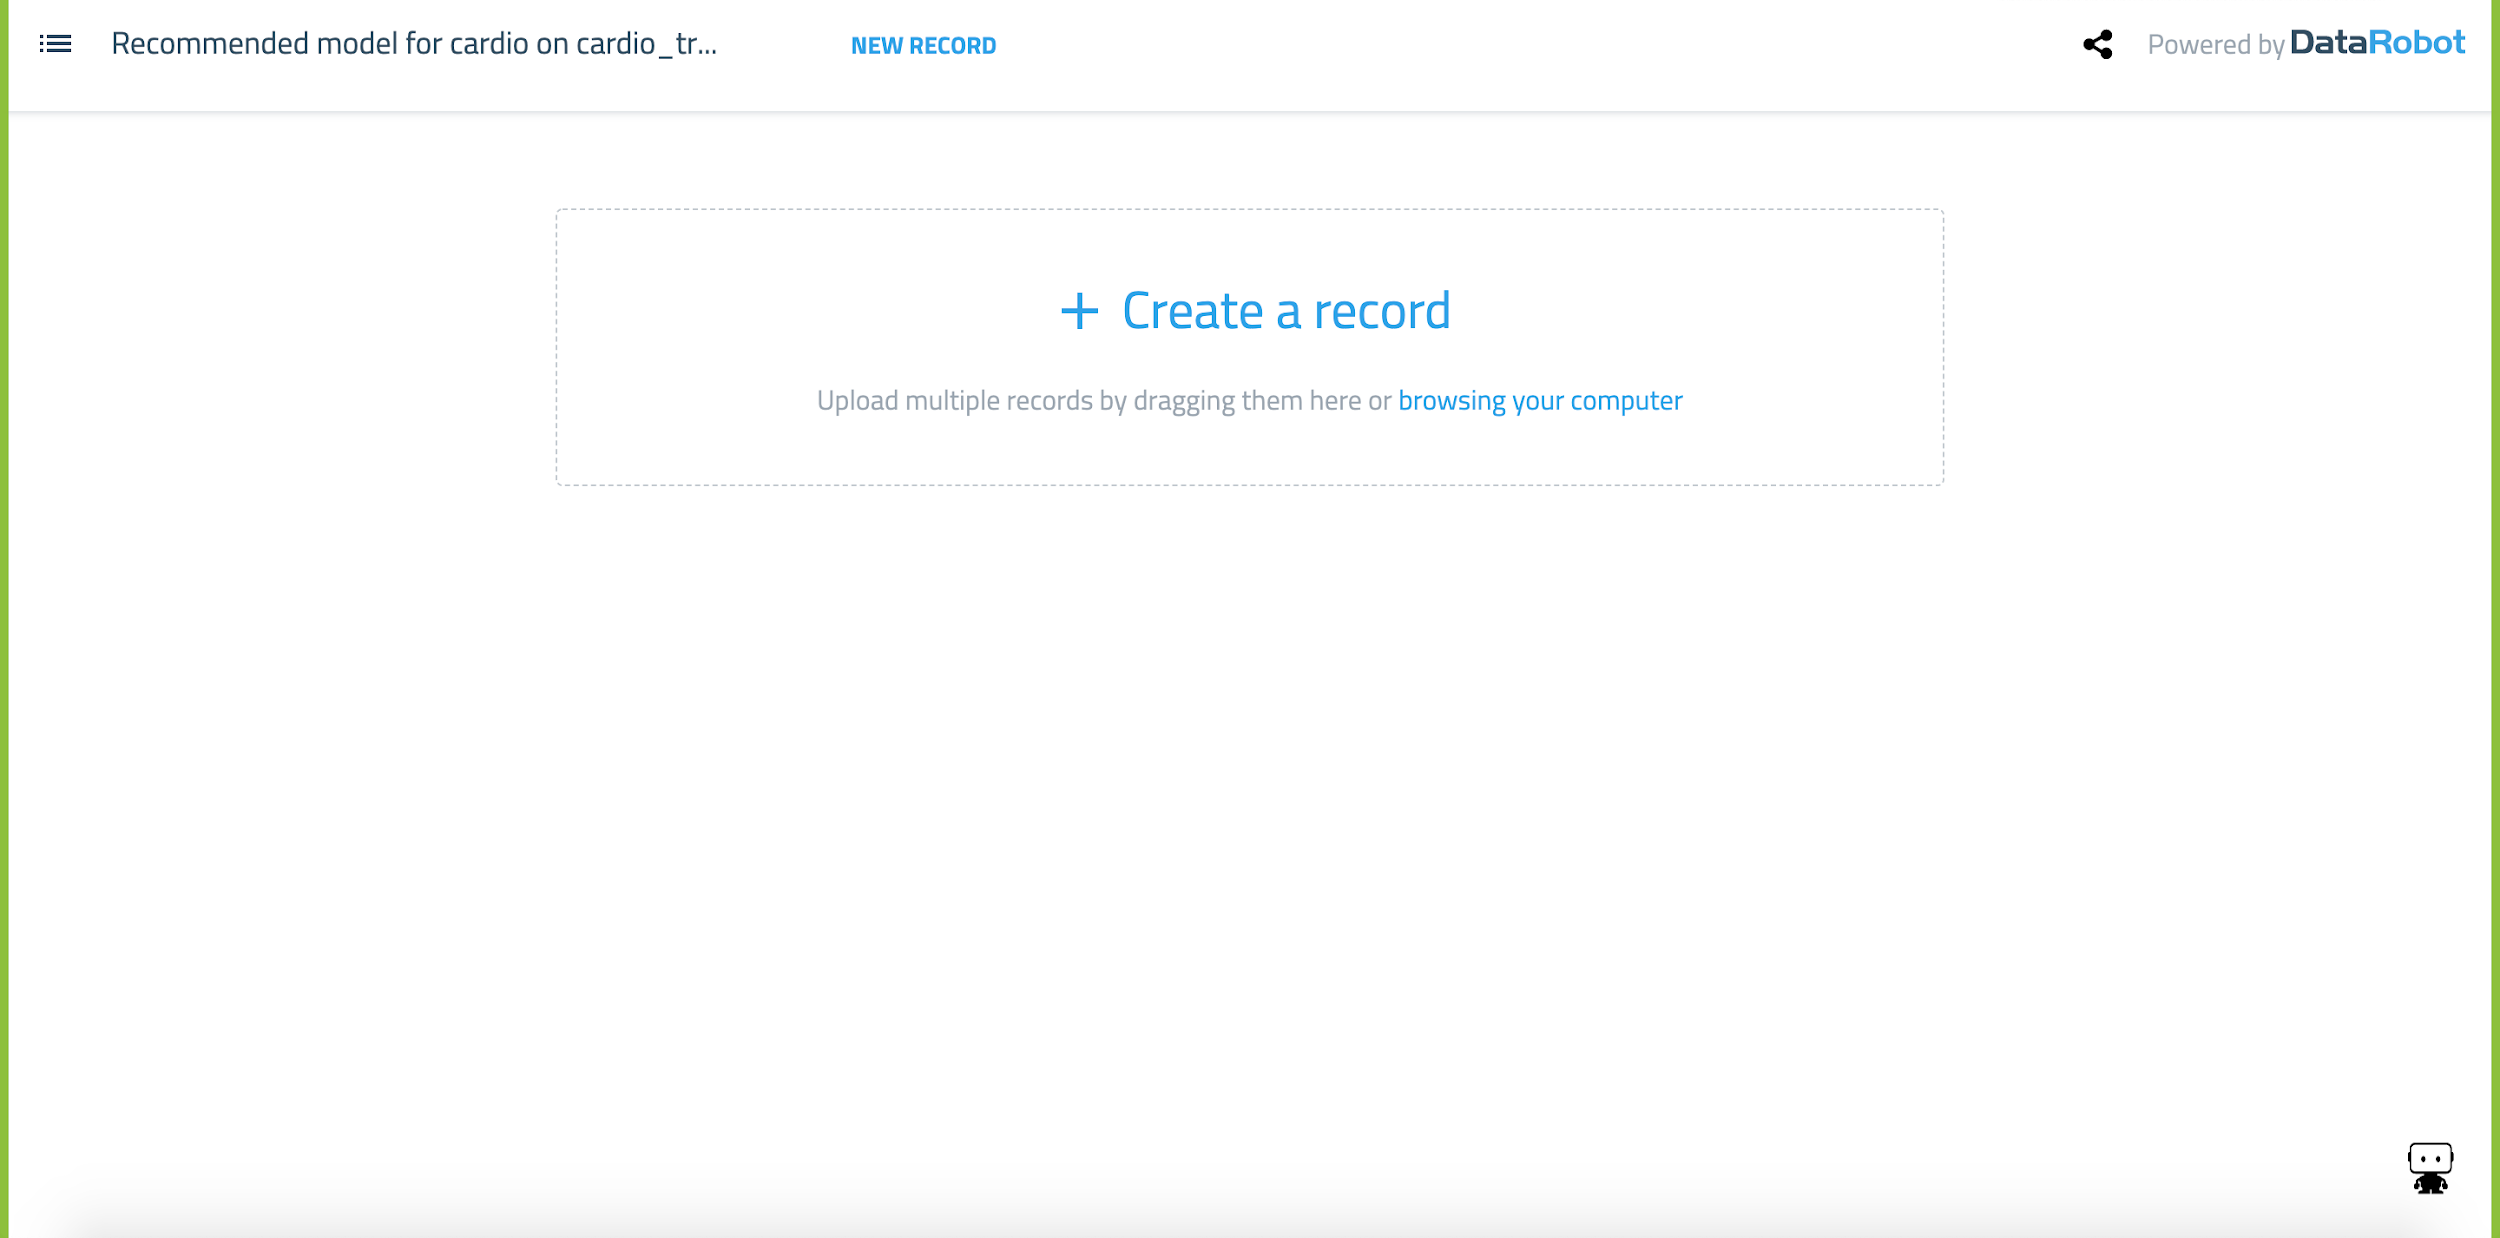 Recommended model for cardio on cardio_tr...
NEW RECORD
Powered by DataRobot
+ Create a record
Upload multiple records by dragging them here or browsing your computer